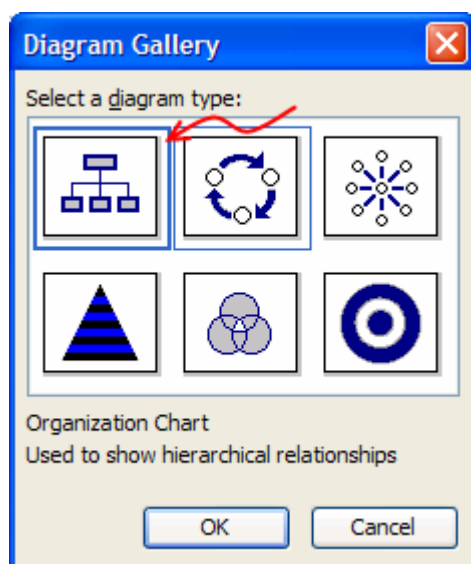 Diagram Gallery
Select a diagram type:
Organization Chart
Used to show hierarchical relationships
OK
Cancel